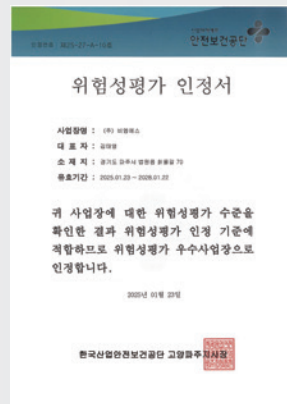 안전보건공단
위험성평가 인정서
사업장명 : (주)
대 표 자 :
소 재 지 : 경기도 파주시 법원읍 70
유효기간 : 2025.01.23 ~ 2028.01.22
귀 사업장에 대한 위험성평가 수준을
확인한 결과 위험성평가 인정 기준에
적합하므로 위험성평가 우수사업장으로
인정합니다.
2025년 01월 23일
한국산업안전보건공단 고양파주지사장